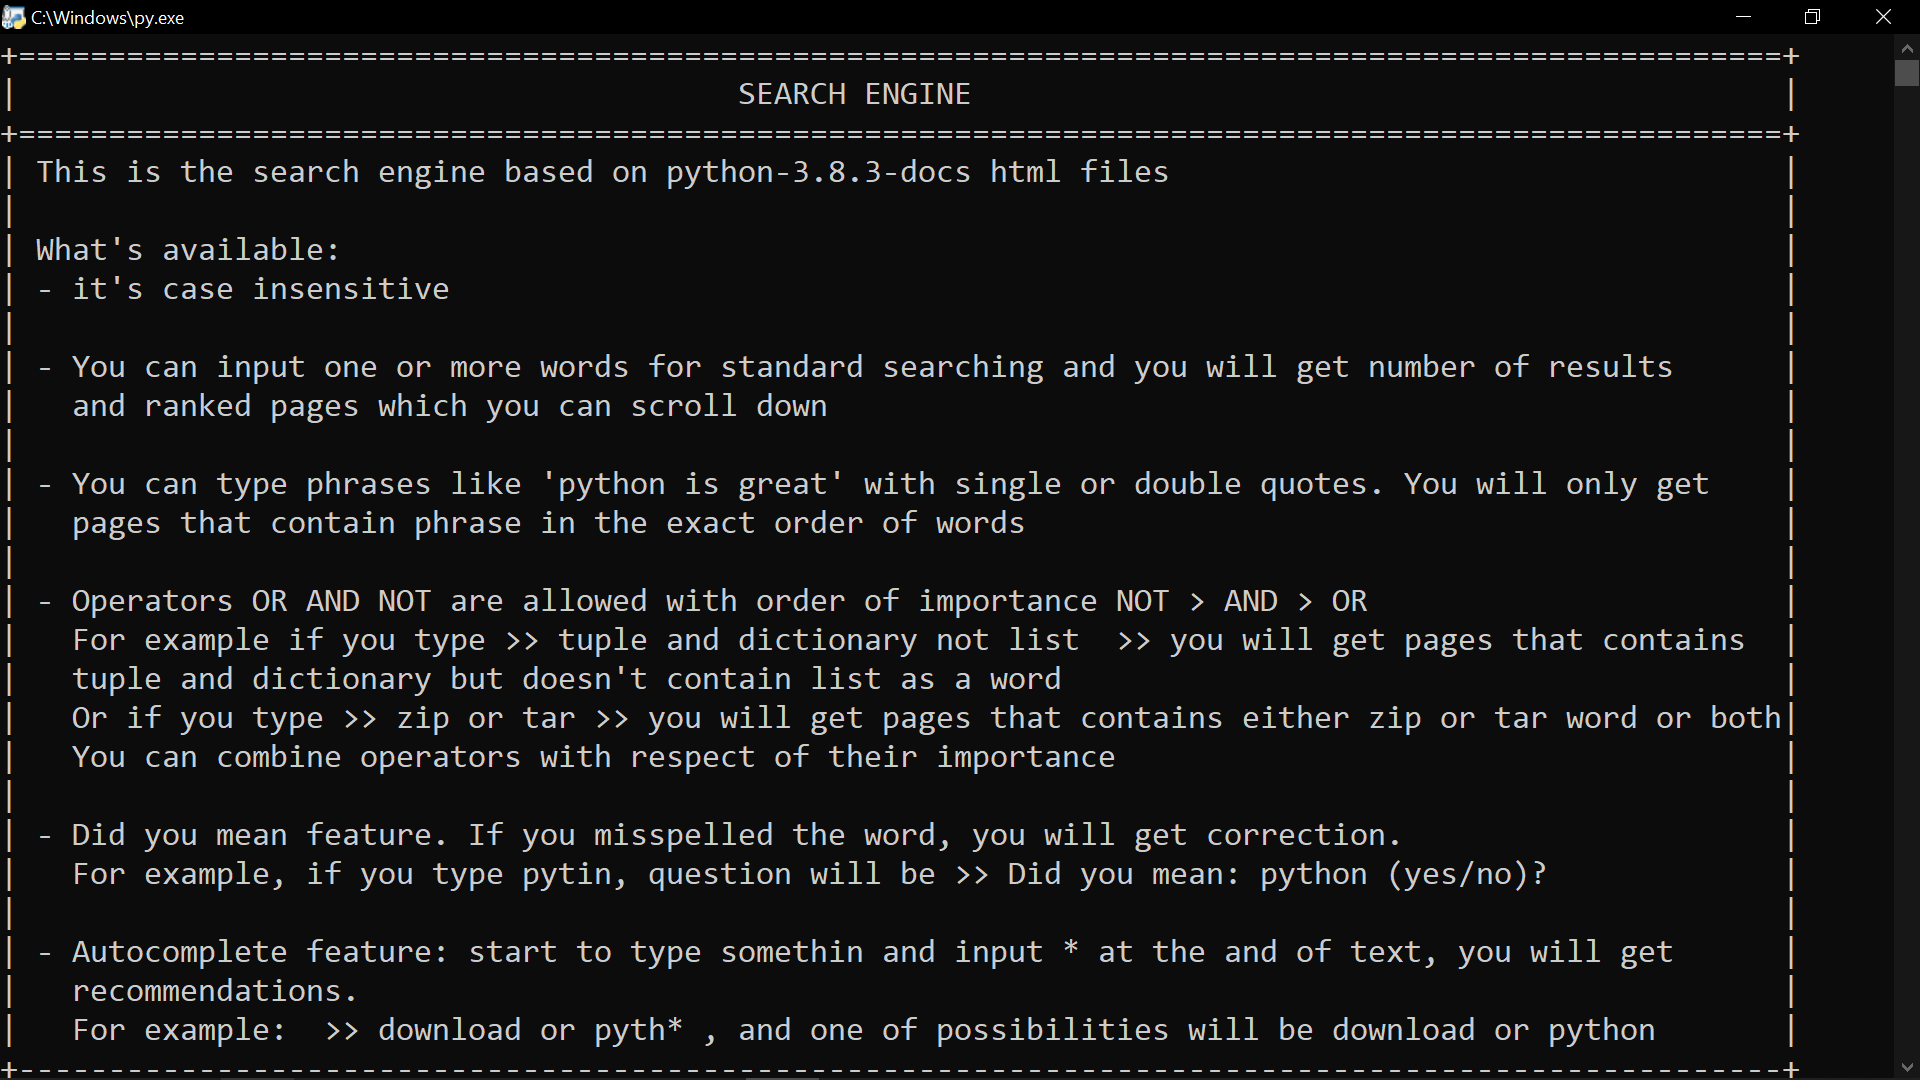 C:\Windows\py.exe
+==================================================================================================+
| SEARCH ENGINE |
+==================================================================================================+
| This is the search engine based on python-3.8.3-docs html files |
| |
| What's available: |
| - it's case insensitive |
| |
| - You can input one or more words for standard searching and you will get number of results |
| and ranked pages which you can scroll down |
| |
| - You can type phrases like 'python is great' with single or double quotes. You will only get |
| pages that contain phrase in the exact order of words |
| |
| - Operators OR AND NOT are allowed with order of importance NOT > AND > OR |
| For example if you type >> tuple and dictionary not list >> you will get pages that contains |
| tuple and dictionary but doesn't contain list as a word |
| Or if you type >> zip or tar >> you will get pages that contains either zip or tar word or both|
| You can combine operators with respect of their importance |
| |
| - Did you mean feature. If you misspelled the word, you will get correction. |
| For example, if you type pytin, question will be >> Did you mean: python (yes/no)? |
| |
| - Autocomplete feature: start to type somethin and input * at the and of text, you will get |
| recommendations. |
| For example: >> download or pyth* , and one of possibilities will be download or python |
+--------------------------------------------------------------------------------------------------+